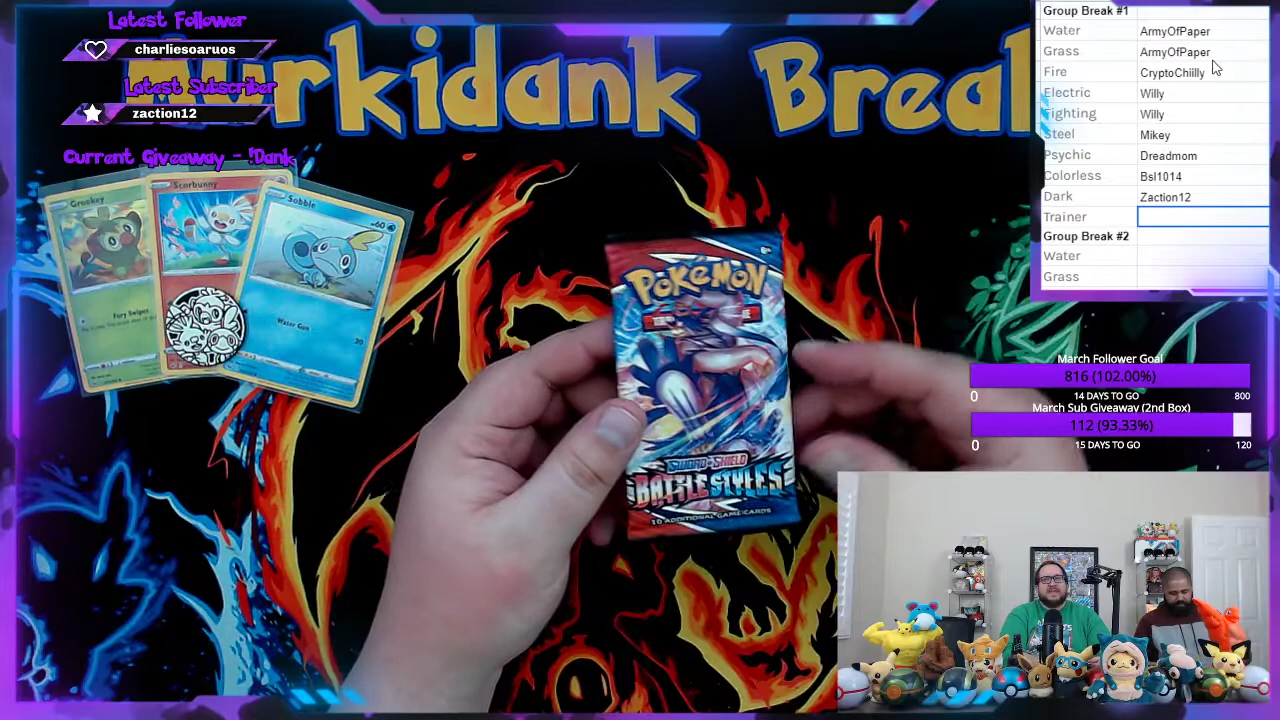 Latest Follower
charliesoaruos
Latest Subscriber
zaction12
urkidank Brea
Current Giveaway - !Dank
Grookey
Fury Swipes
Scorbunny
Sobble
60
Water Gun
20
POKéMON
SWORD & SHIELD
BATTLE STYLES
10 ADDITIONAL GAME CARDS
Group Break #1
Water ArmyOfPaper
Grass ArmyOfPaper
Fire CryptoChiilly
Electric Willy
Fighting Willy
Steel Mikey
Psychic Dreadmom
Colorless Bsl1014
Dark Zaction12
Trainer
Group Break #2
Water
Grass
March Follower Goal
816 (102.00%)
0 14 DAYS TO GO 800
March Sub Giveaway (2nd Box)
112 (93.33%)
0 15 DAYS TO GO 120